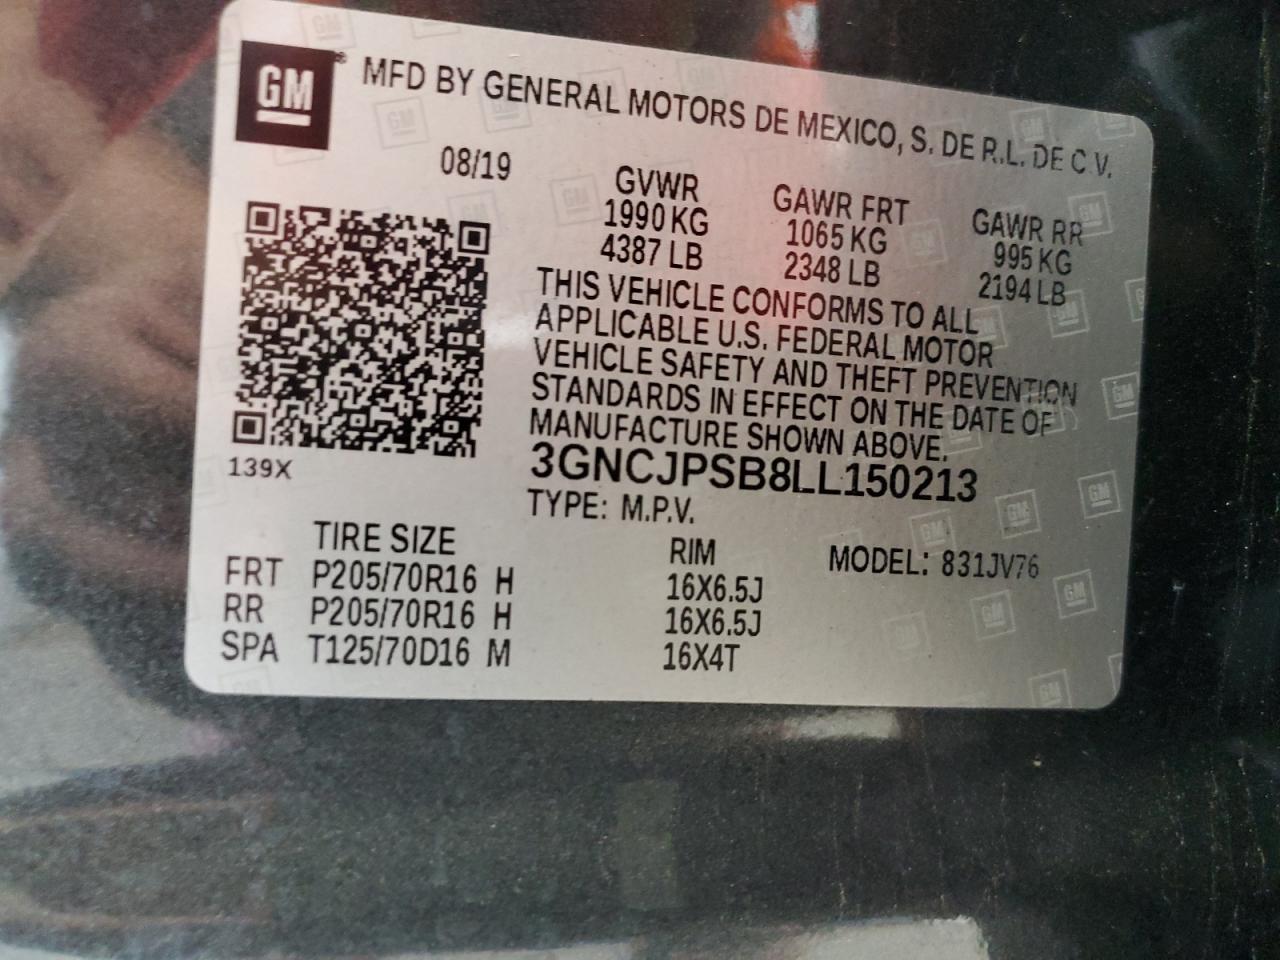 GM ®
MFD BY GENERAL MOTORS DE MEXICO, S. DE R.L. DE C.V.
08/19
GVWR GAWR FRT GAWR RR
1990 KG 1065 KG 995 KG
4387 LB 2348 LB 2194 LB
THIS VEHICLE CONFORMS TO ALL
APPLICABLE U.S. FEDERAL MOTOR
VEHICLE SAFETY AND THEFT PREVENTION
STANDARDS IN EFFECT ON THE DATE OF
MANUFACTURE SHOWN ABOVE.
139X
3GNCJPSB8LL150213
TYPE: M.P.V.
TIRE SIZE RIM MODEL: 831JV76
FRT P205/70R16 H 16X6.5J
RR P205/70R16 H 16X6.5J
SPA T125/70D16 M 16X4T